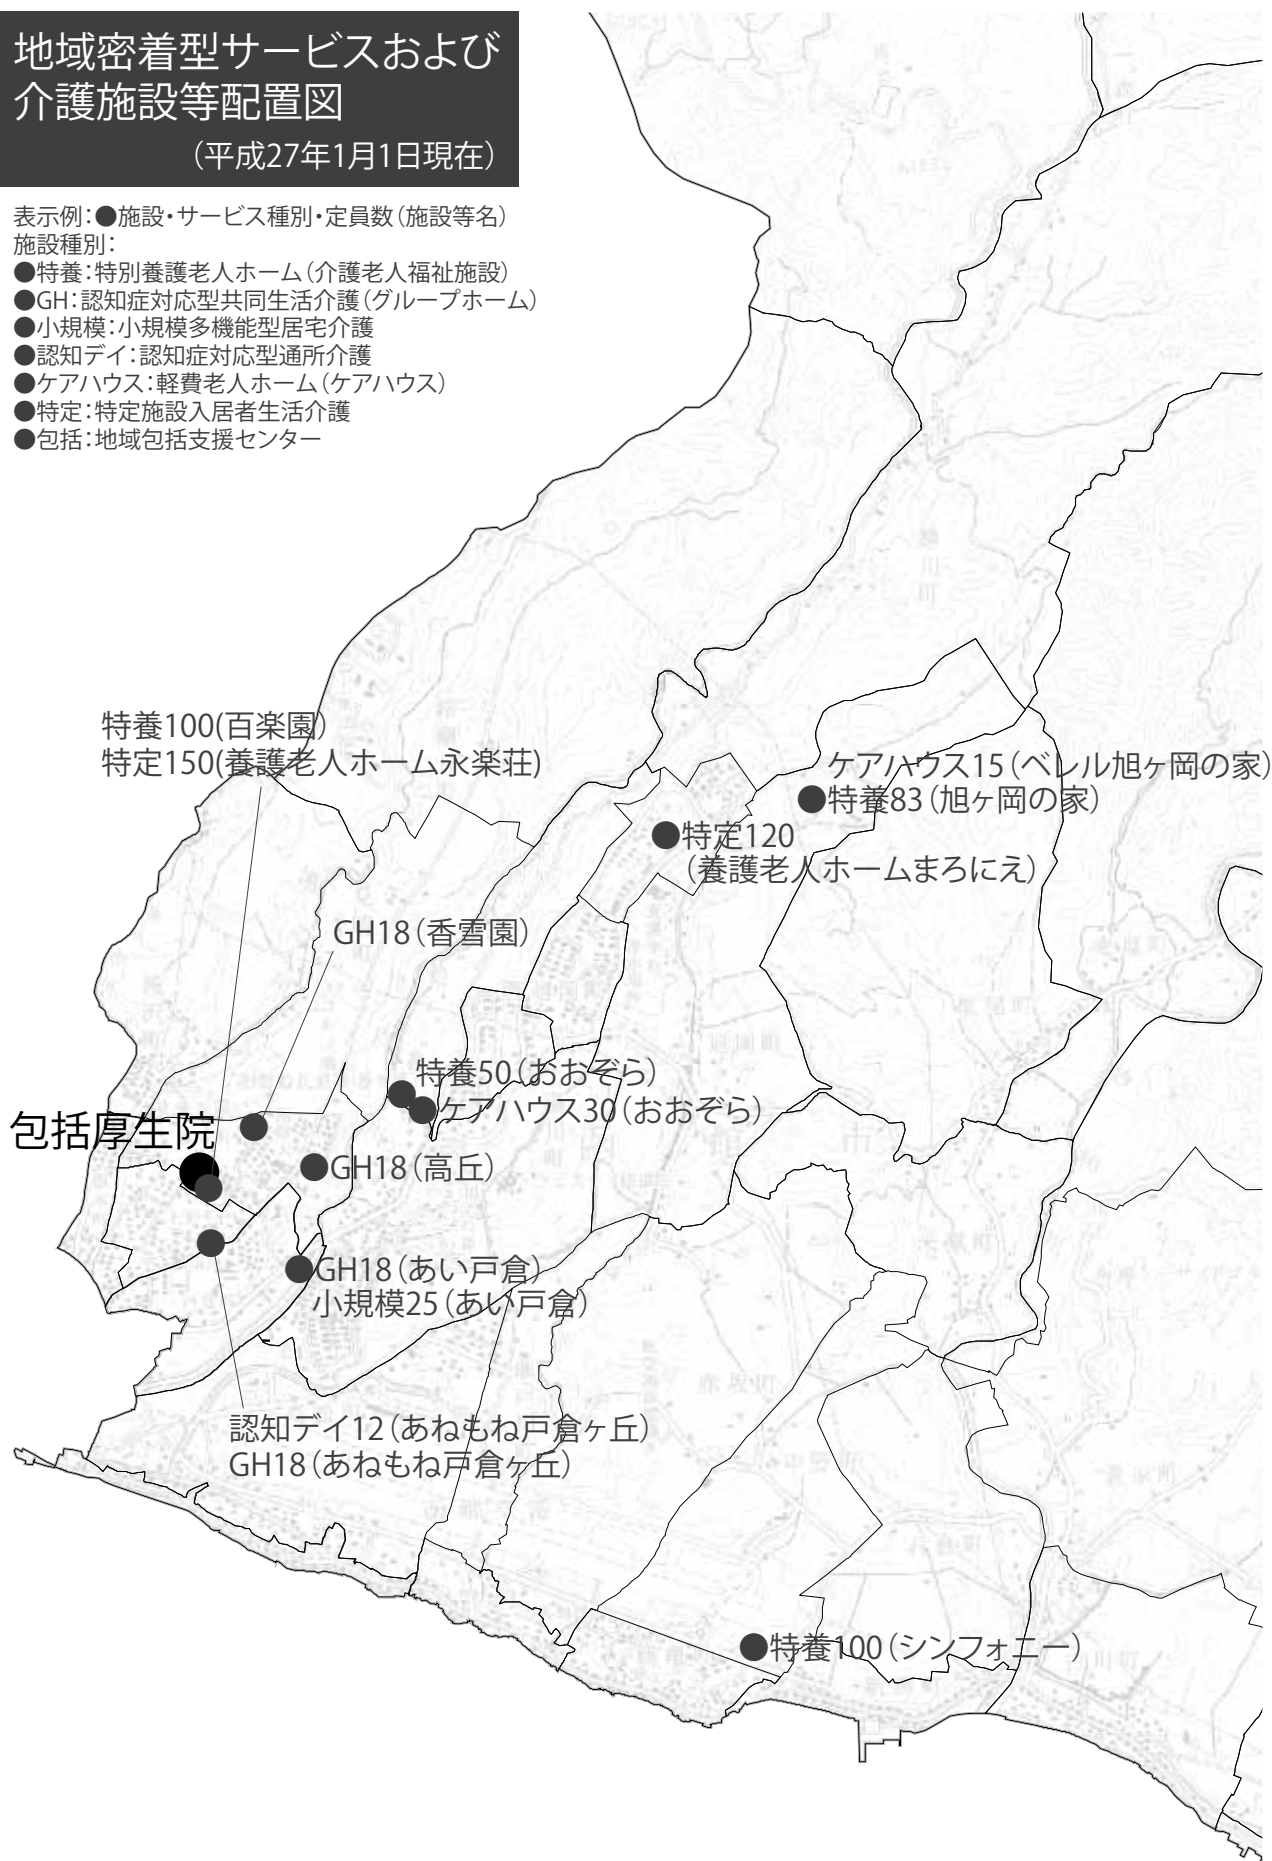 地域密着型サービスおよび
介護施設等配置図
（平成27年1月1日現在）
表示例：●施設・サービス種別・定員数（施設等名）
施設種別：
●特養：特別養護老人ホーム（介護老人福祉施設）
●GH：認知症対応型共同生活介護（グループホーム）
●小規模：小規模多機能型居宅介護
●認知デイ：認知症対応型通所介護
●ケアハウス：軽費老人ホーム（ケアハウス）
●特定：特定施設入居者生活介護
●包括：地域包括支援センター
特養100(百楽園）
特定150(養護老人ホーム永楽荘)
ケアハウス15（ベレル旭ヶ岡の家）
●特養83（旭ヶ岡の家）
●特定120
（養護老人ホームまろにえ）
GH18（香雪園）
特養50（おおぞら）
ケアハウス30（おおぞら）
包括厚生院
GH18（高丘）
GH18（あい戸倉）
小規模25（あい戸倉）
認知デイ12（あねもね戸倉ヶ丘）
GH18（あねもね戸倉ヶ丘）
●特養100（シンフォニー）